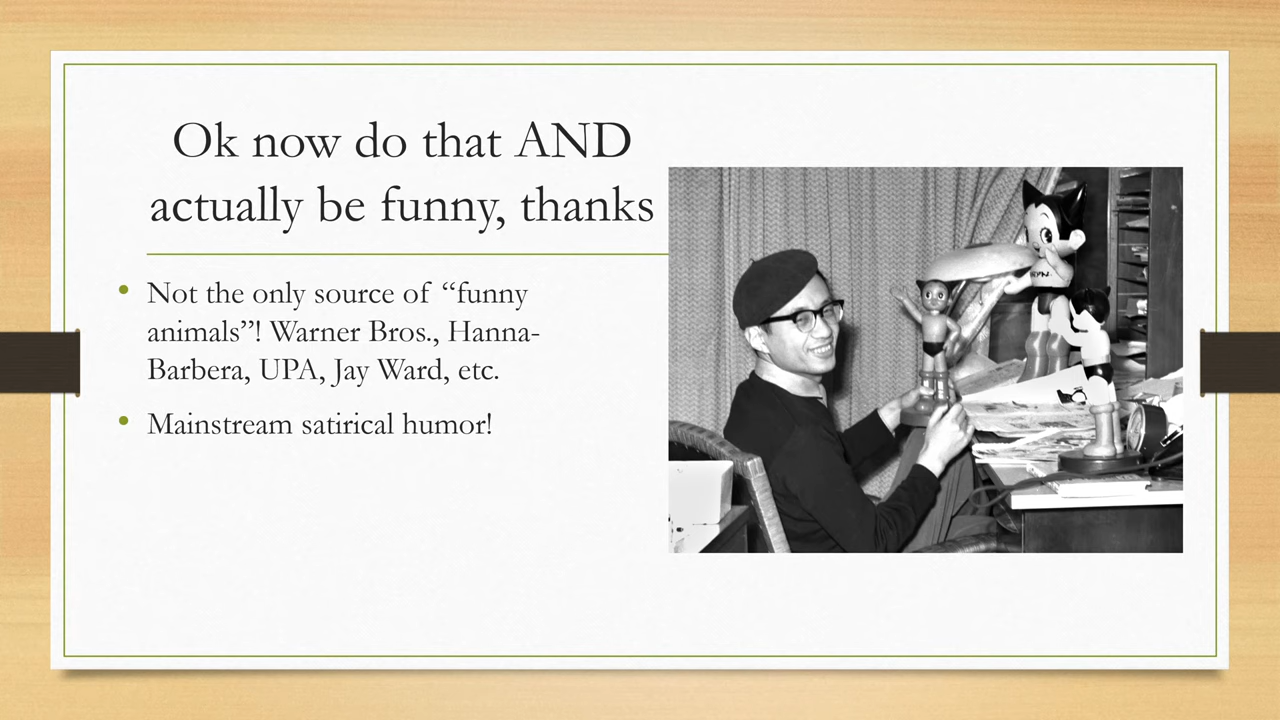 Ok now do that AND
actually be funny, thanks
• Not the only source of “funny
animals”! Warner Bros., Hanna-
Barbera, UPA, Jay Ward, etc.
• Mainstream satirical humor!